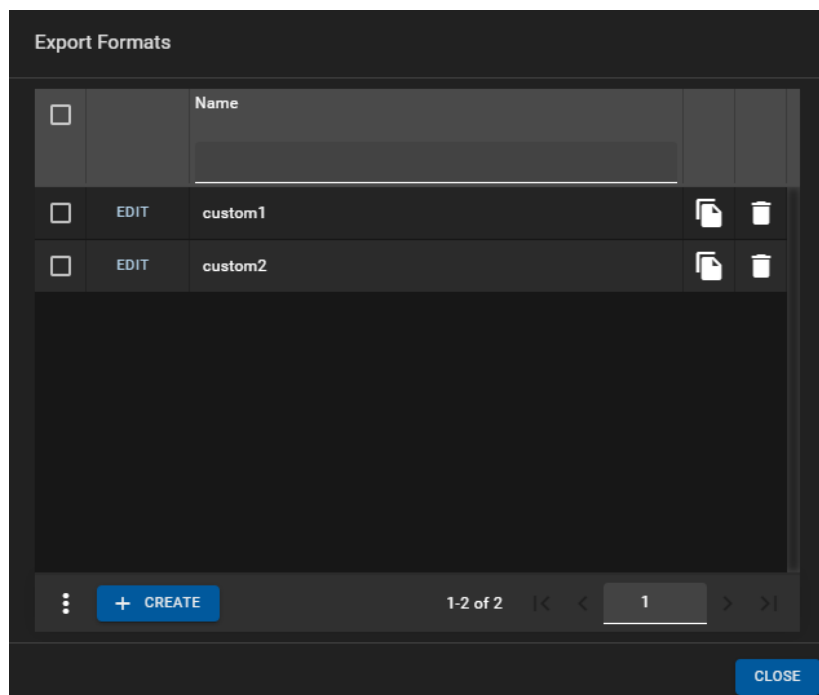 Export Formats
Name
EDIT custom1
EDIT custom2
+ CREATE 1-2 of 2 1
CLOSE